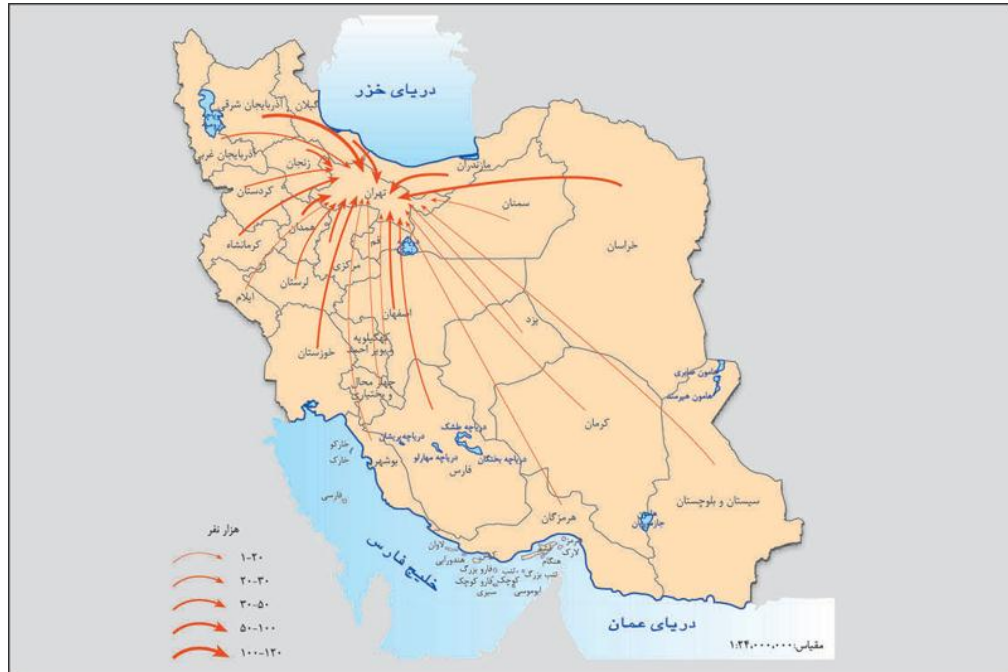 دریای خزر
گیلان
آذربایجان شرقی
آذربایجان غربی
زنجان
مازندران
کردستان
تهران
سمنان
همدان
کرمانشاه
قم
خراسان
مرکزی
لرستان
ایلام
اصفهان
یزد
کهگیلویه
و بویر احمد
خوزستان
چهار محال
و بختیاری
هامون صابری
هامون هیرمند
کرمان
دریاچه طشک
دریاچه پریشان
دریاچه مهارلو
دریاچه بختگان
فارس
بوشهر
خارکو
خارک
فارسی
سیستان و بلوچستان
هرمزگان
هامون
جازموریان
خلیج فارس
لاوان
هندورابی
کیش
قشم
هرمز
لارک
هنگام
فارو بزرگ
فارو کوچک
تنب بزرگ
تنب
کوچک
سیری
ابوموسی
دریای عمان
هزار نفر
۱-۲۰
۲۰-۳۰
۳۰-۵۰
۵۰-۱۰۰
۱۰۰-۱۲۰
مقیاس:۱:۲۴,۰۰۰,۰۰۰